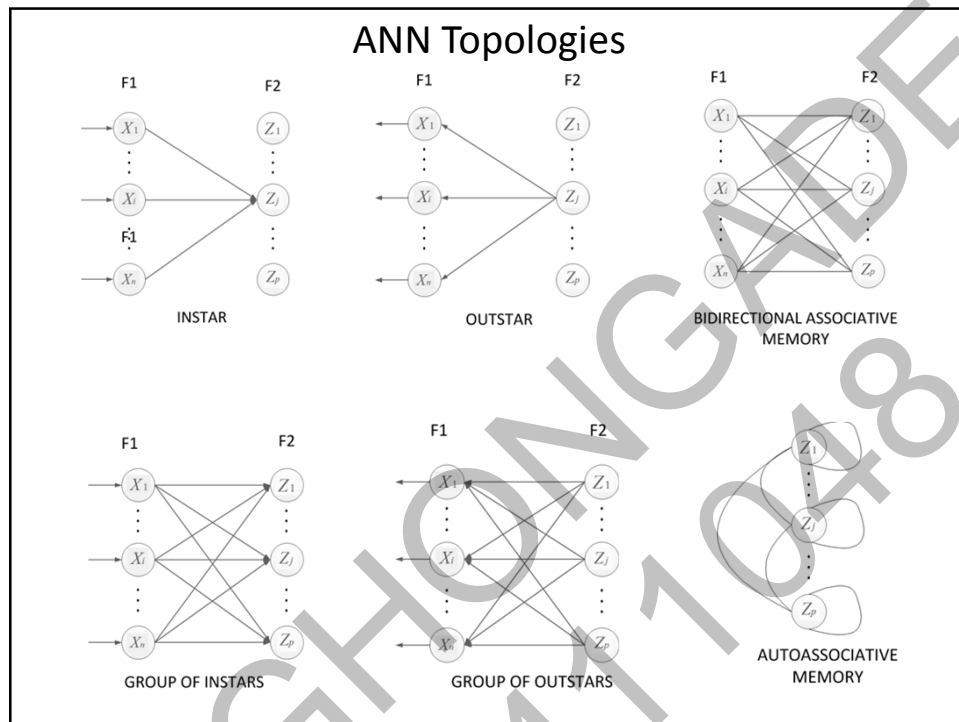 ANN Topologies
F1
F2
X1
Z1
Xi
Zj
F1
Xn
Zp
INSTAR
F1
F2
X1
Z1
Xi
Zj
Xn
Zp
OUTSTAR
F1
F2
X1
Z1
Xi
Zj
Xn
Zp
BIDIRECTIONAL ASSOCIATIVE
MEMORY
F1
F2
X1
Z1
Xi
Zj
Xn
Zp
GROUP OF INSTARS
F1
F2
X1
Z1
Xi
Zj
Xn
Zp
GROUP OF OUTSTARS
Z1
Zj
Zp
AUTOASSOCIATIVE
MEMORY
GHONGADE
11048